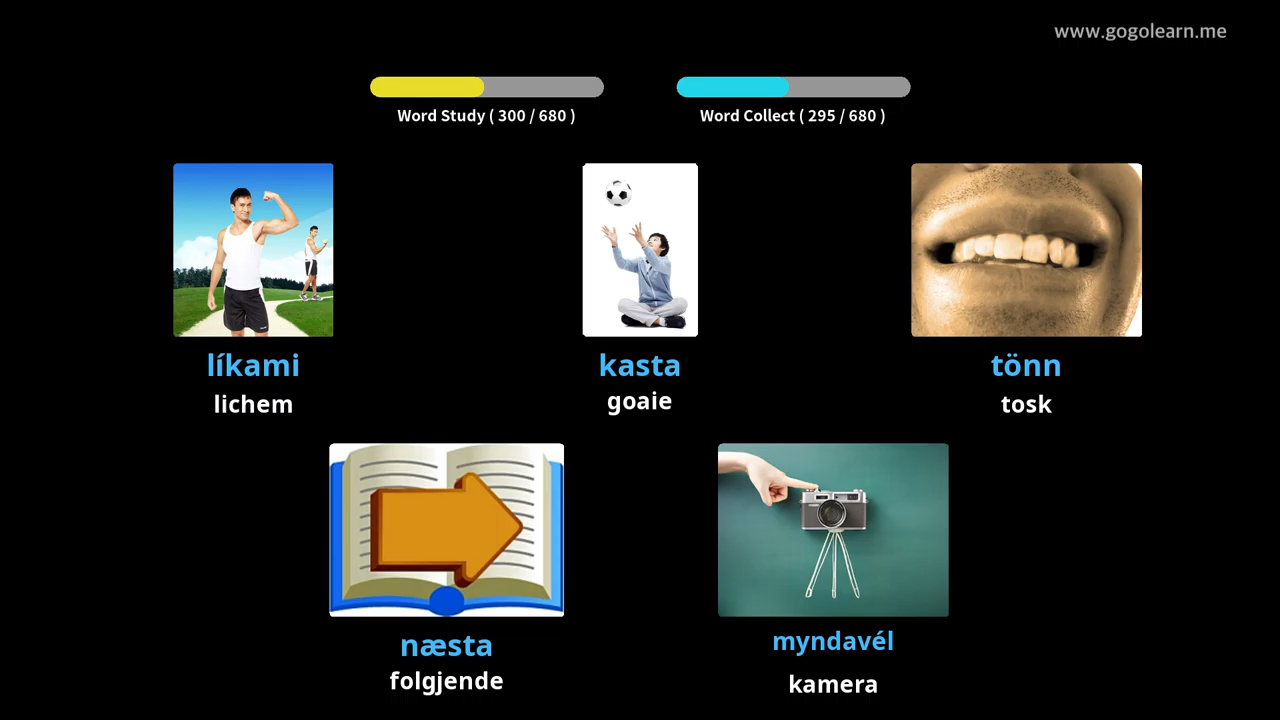 www.gogolearn.me
Word Study ( 300 / 680 )
Word Collect ( 295 / 680 )
líkami
lichem
kasta
goaie
tönn
tosk
næsta
folgjende
myndavél
kamera